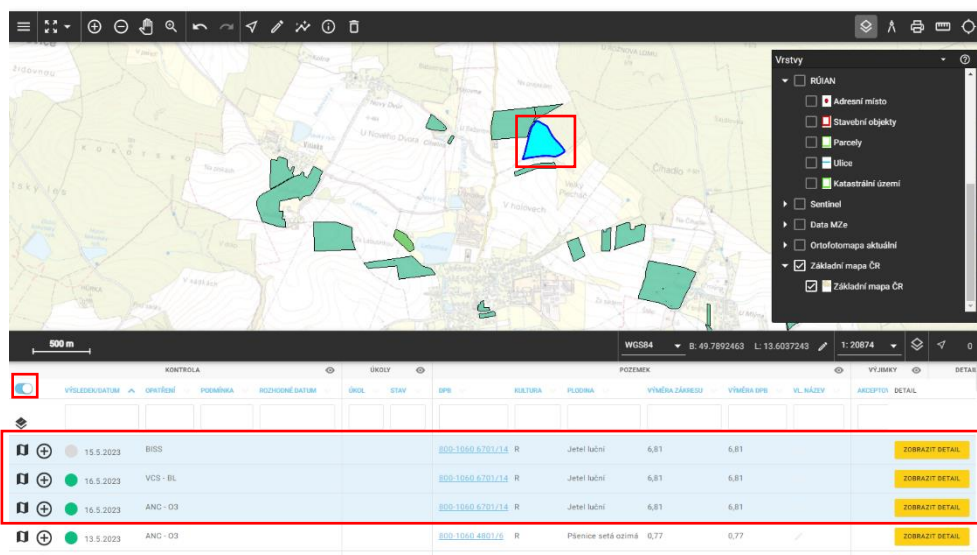 Vrstvy
RÚIAN
Adresní místo
Stavební objekty
Parcely
Ulice
Katastrální území
Sentinel
Data MZe
Ortofotomapa aktuální
Základní mapa ČR
Základní mapa ČR
U Nového Dvora
V hulovech
500 m
WGS84 B: 49.7892463 L: 13.6037243 1: 20874 0
KONTROLA ÚKOLY POZEMEK VÝJIMKY DETAIL
VÝSLEDEK/DATUM OPATŘENÍ PODMÍNKA ROZHODNÉ DATUM ÚKOL STAV DPB KULTURA PLODINA VÝMĚRA ZÁKRESU VÝMĚRA DPB VL. NÁZEV AKCEPTOV DETAIL
15.5.2023 BISS 800-1060 6701/14 R Jetel luční 6,81 6,81 ZOBRAZIT DETAIL
16.5.2023 VCS - BL 800-1060 6701/14 R Jetel luční 6,81 6,81 ZOBRAZIT DETAIL
16.5.2023 ANC - O3 800-1060 6701/14 R Jetel luční 6,81 6,81 ZOBRAZIT DETAIL
13.5.2023 ANC - O3 800-1060 4801/6 R Pšenice setá ozimá 0,77 0,77 ZOBRAZIT DETAIL